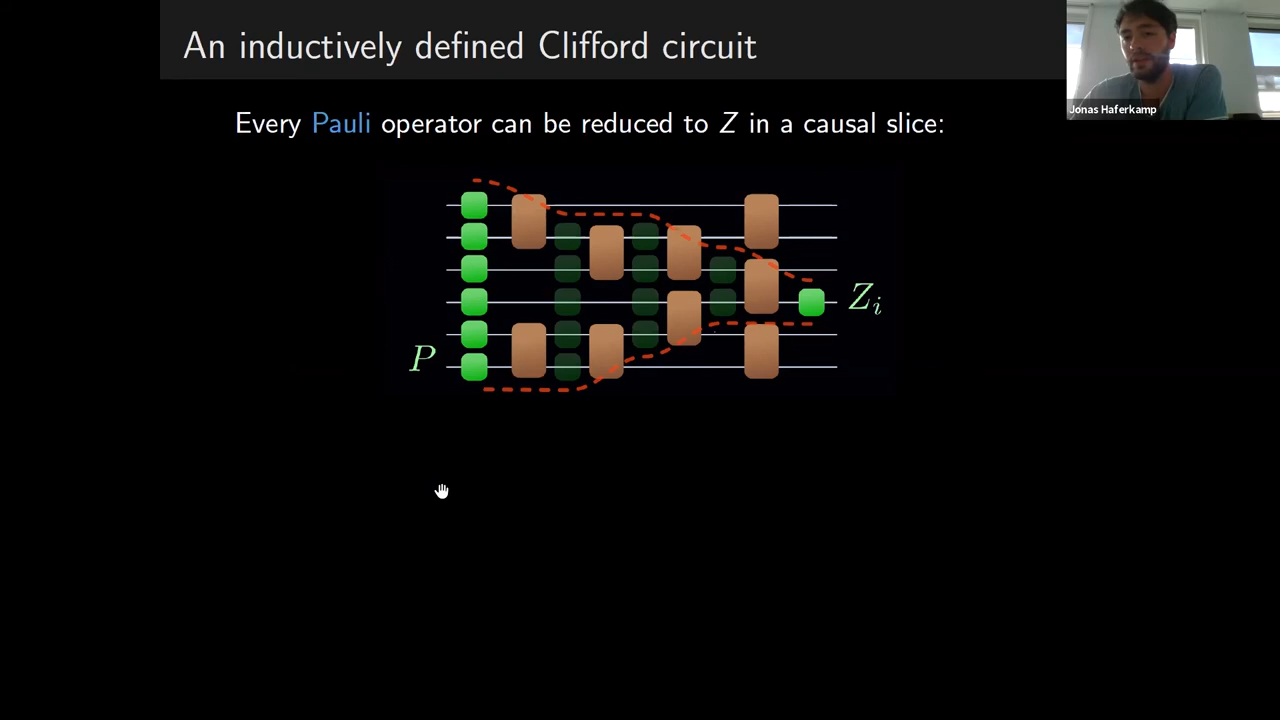 An inductively defined Clifford circuit
Jonas Haferkamp
Every Pauli operator can be reduced to Z in a causal slice:
Z_i
P